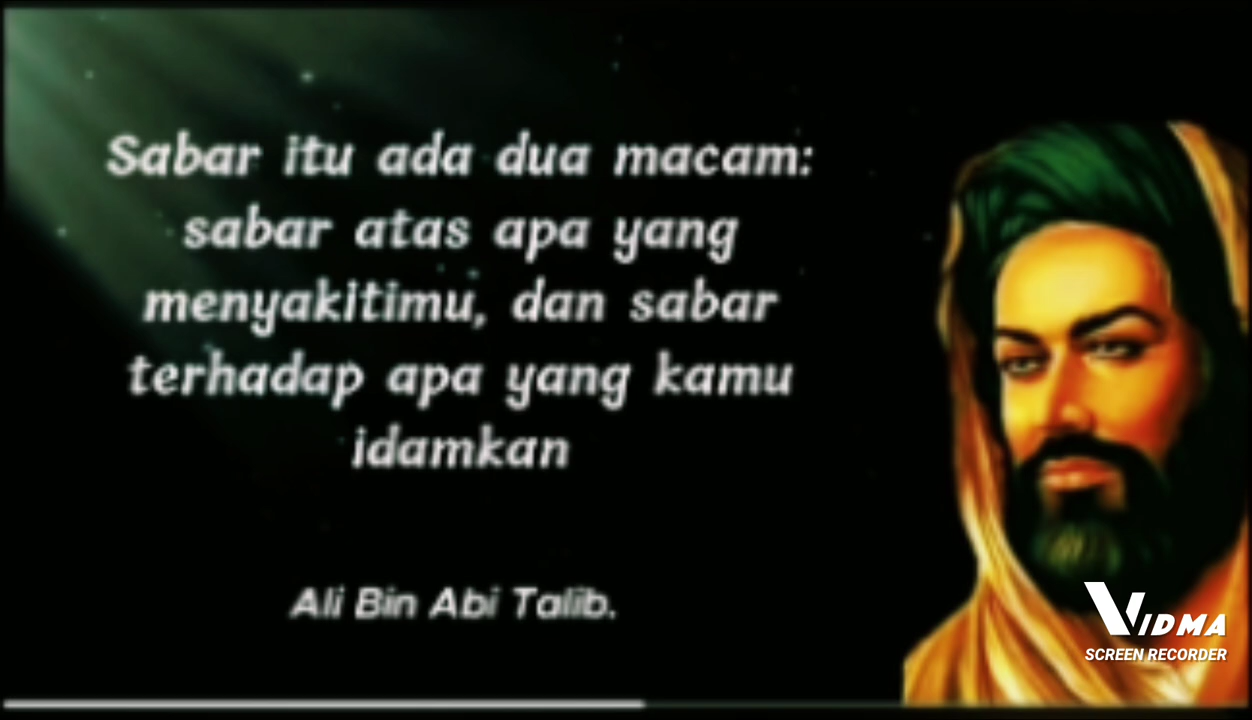 Sabar itu ada dua macam:
sabar atas apa yang
menyakitimu, dan sabar
terhadap apa yang kamu
idamkan
Ali Bin Abi Talib.
VIDMA
SCREEN RECORDER